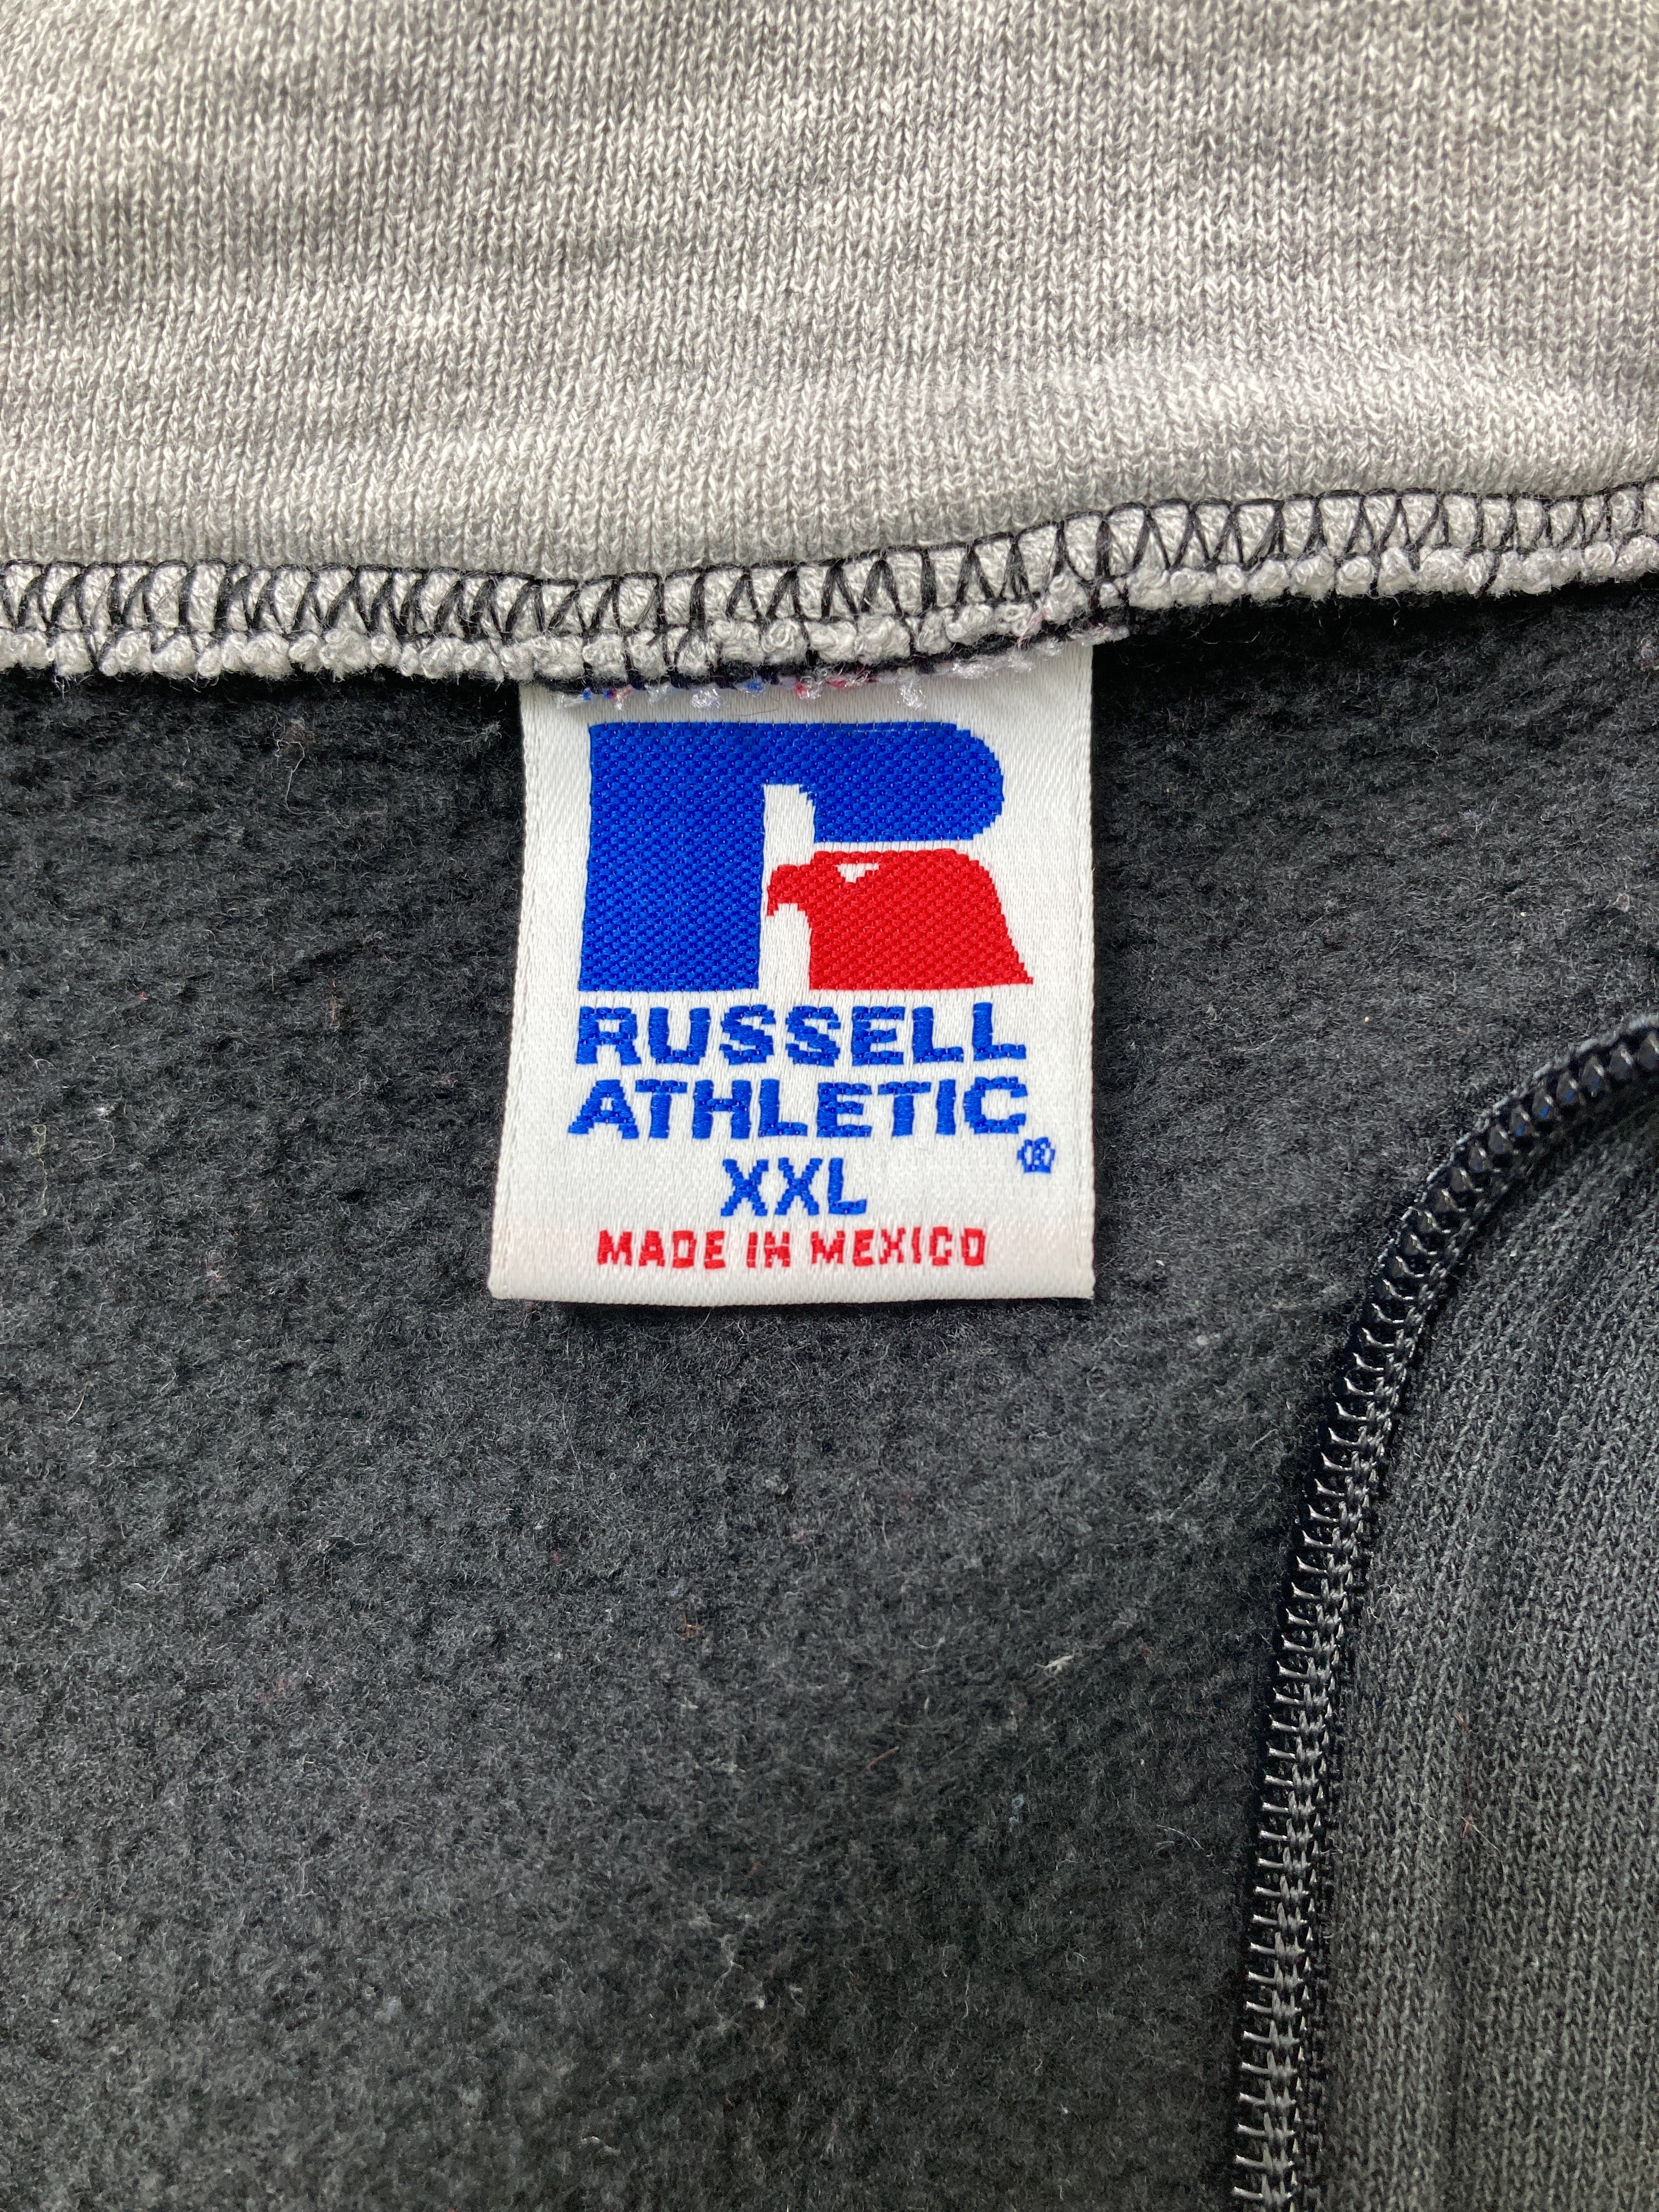 RUSSELL
ATHLETIC®
XXL
MADE IN MEXICO